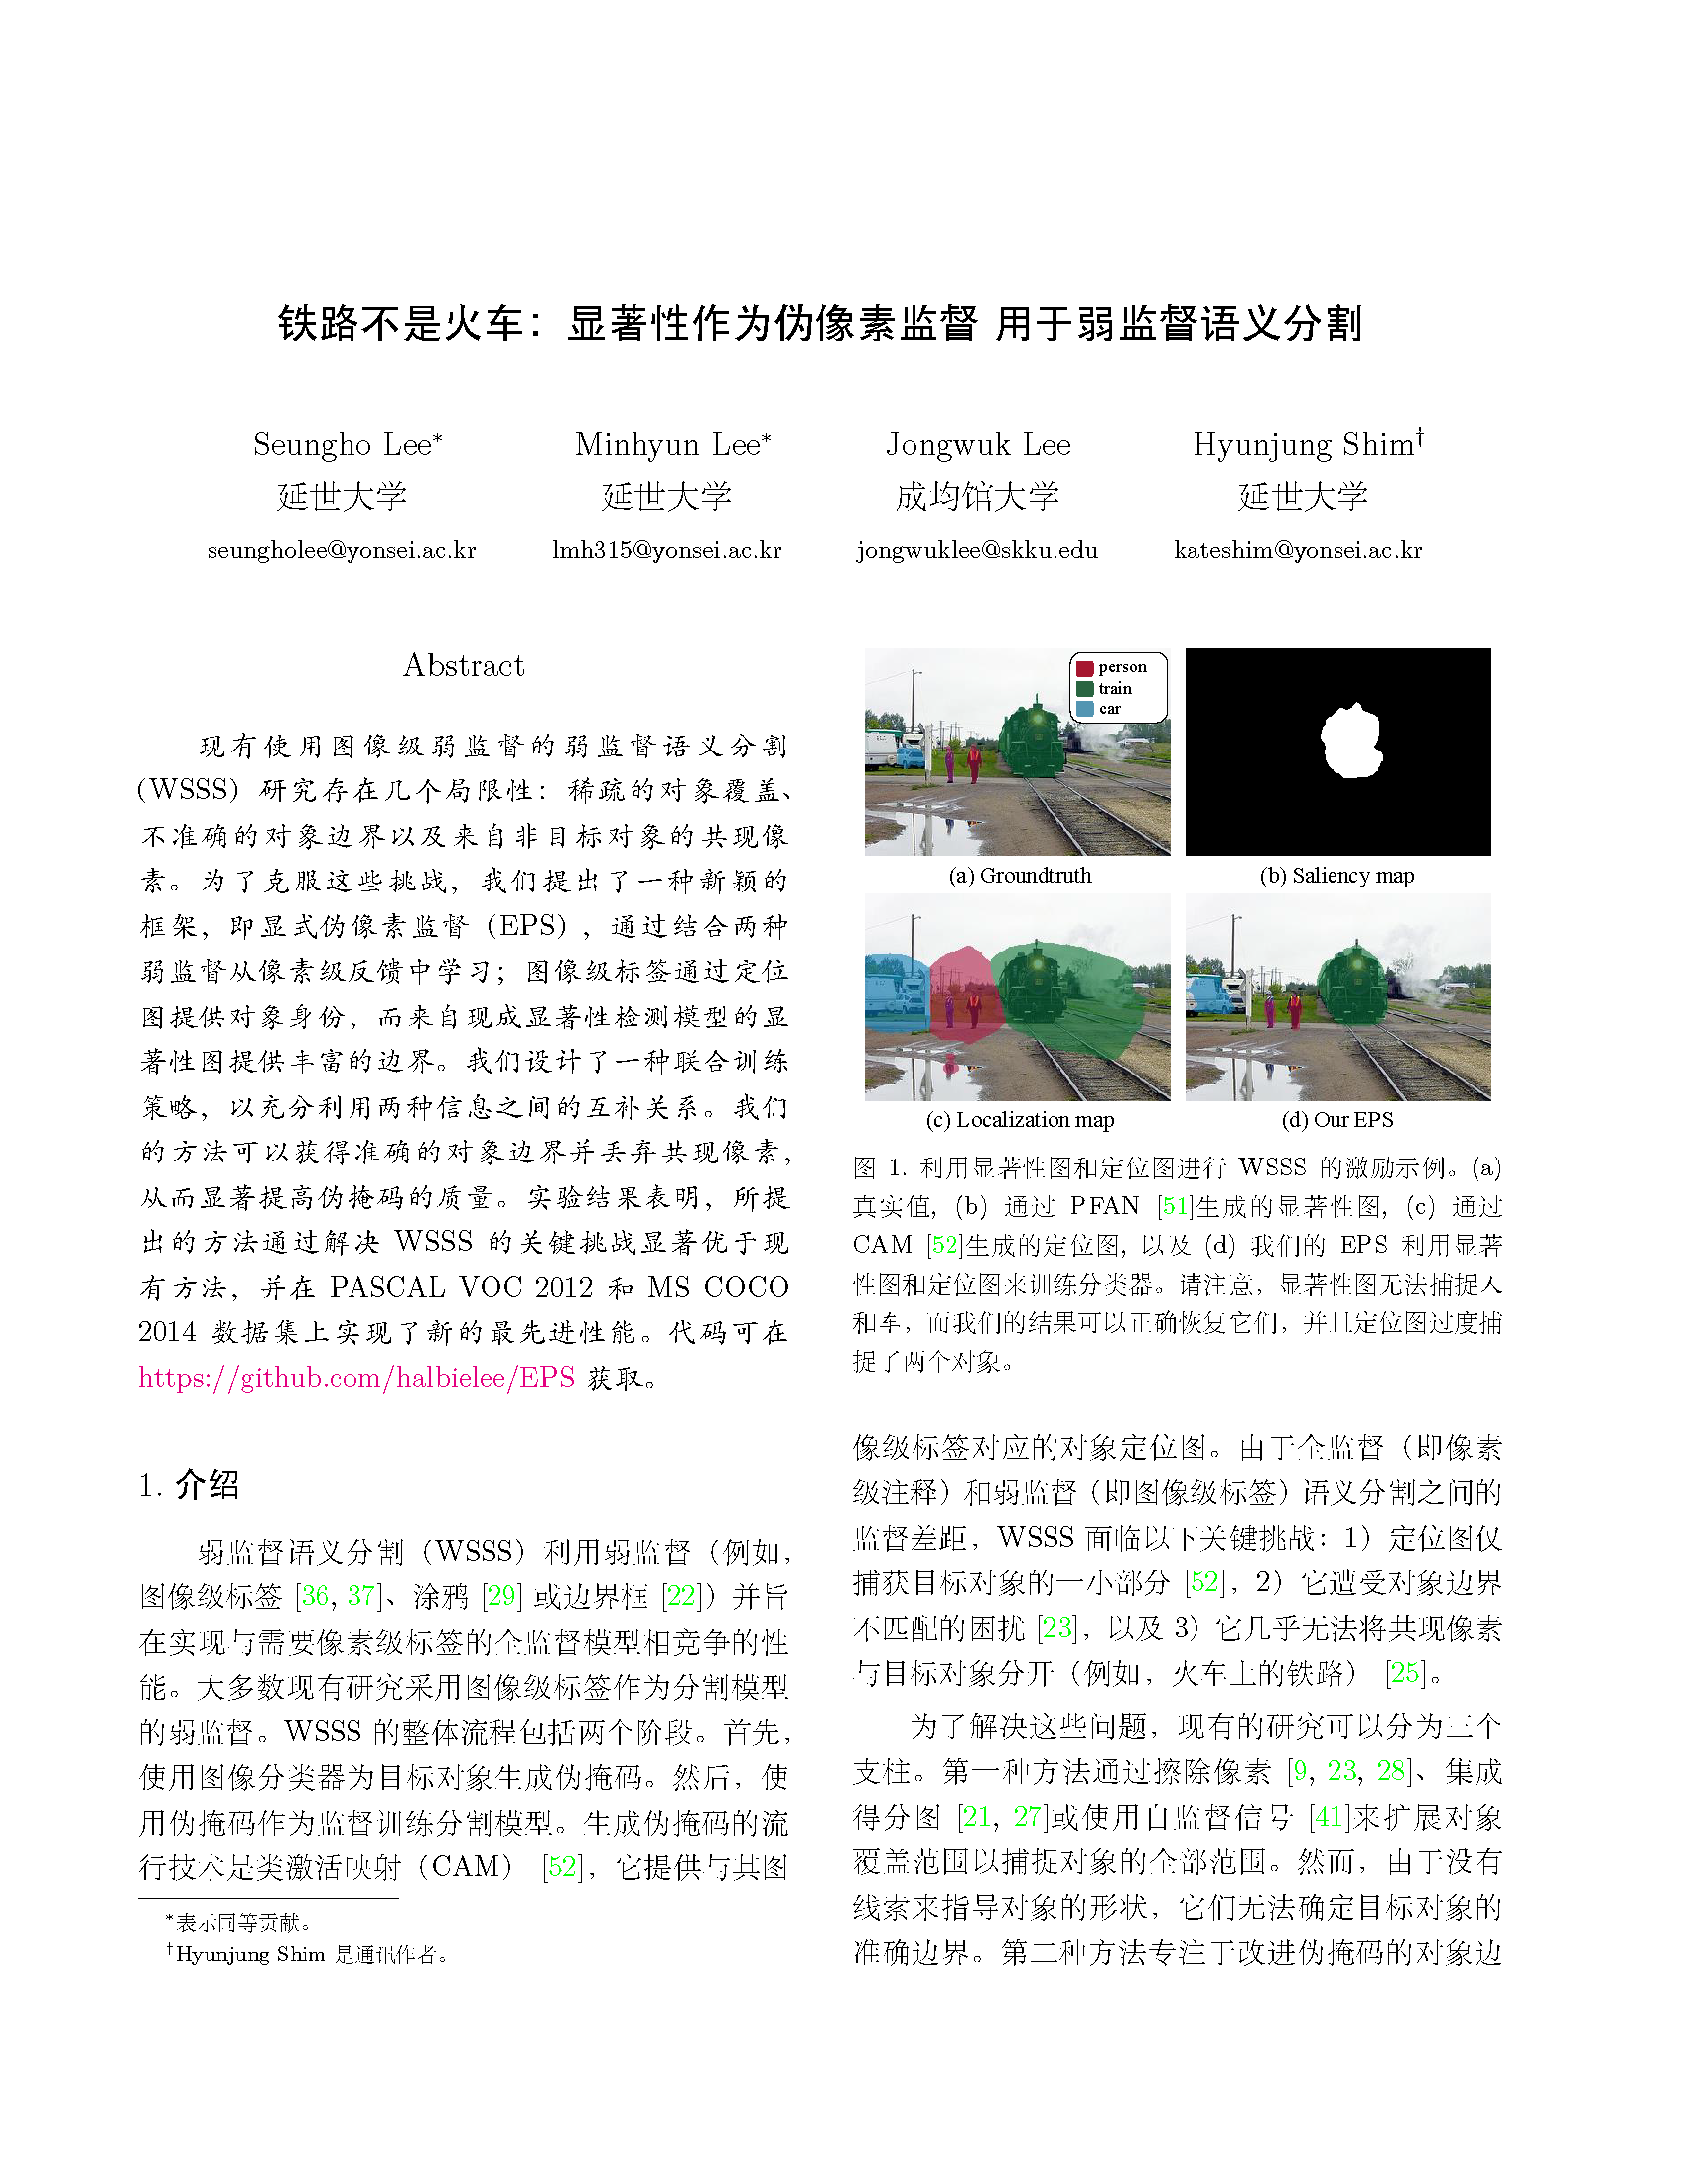 铁路不是火车：显著性作为伪像素监督 用于弱监督语义分割
Seungho Lee* Minhyun Lee* Jongwuk Lee Hyunjung Shim†
延世大学 延世大学 成均馆大学 延世大学
seungholee@yonsei.ac.kr lmh315@yonsei.ac.kr jongwuklee@skku.edu kateshim@yonsei.ac.kr
Abstract
现有使用图像级弱监督的弱监督语义分割
(WSSS) 研究存在几个局限性：稀疏的对象覆盖、
不准确的对象边界以及来自非目标对象的共现像
素。为了克服这些挑战，我们提出了一种新颖的
框架，即显式伪像素监督（EPS），通过结合两种
弱监督从像素级反馈中学习；图像级标签通过定位
图提供对象身份，而来自现成显著性检测模型的显
著性图提供丰富的边界。我们设计了一种联合训练
策略，以充分利用两种信息之间的互补关系。我们
的方法可以获得准确的对象边界并丢弃共现像素，
从而显著提高伪掩码的质量。实验结果表明，所提
出的方法通过解决 WSSS 的关键挑战显著优于现
有方法，并在 PASCAL VOC 2012 和 MS COCO
2014 数据集上实现了新的最先进性能。代码可在
https://github.com/halbielee/EPS 获取。
1. 介绍
弱监督语义分割（WSSS）利用弱监督（例如，
图像级标签 [36, 37]、涂鸦 [29] 或边界框 [22]）并旨
在实现与需要像素级标签的全监督模型相竞争的性
能。大多数现有研究采用图像级标签作为分割模型
的弱监督。WSSS 的整体流程包括两个阶段。首先，
使用图像分类器为目标对象生成伪掩码。然后，使
用伪掩码作为监督训练分割模型。生成伪掩码的流
行技术是类激活映射（CAM） [52]，它提供与其图
*表示同等贡献。
†Hyunjung Shim 是通讯作者。
person
train
car
(a) Groundtruth (b) Saliency map
(c) Localization map (d) Our EPS
图 1. 利用显著性图和定位图进行 WSSS 的激励示例。(a)
真实值, (b) 通过 PFAN [51]生成的显著性图, (c) 通过
CAM [52]生成的定位图, 以及 (d) 我们的 EPS 利用显著
性图和定位图来训练分类器。请注意，显著性图无法捕捉人
和车，而我们的结果可以正确恢复它们，并且定位图过度捕
捉了两个对象。
像级标签对应的对象定位图。由于全监督（即像素
级注释）和弱监督（即图像级标签）语义分割之间的
监督差距，WSSS 面临以下关键挑战：1）定位图仅
捕获目标对象的一小部分 [52]，2）它遭受对象边界
不匹配的困扰 [23]，以及 3）它几乎无法将共现像素
与目标对象分开（例如，火车上的铁路） [25]。
为了解决这些问题，现有的研究可以分为三个
支柱。第一种方法通过擦除像素 [9, 23, 28]、集成
得分图 [21, 27]或使用自监督信号 [41]来扩展对象
覆盖范围以捕捉对象的全部范围。然而，由于没有
线索来指导对象的形状，它们无法确定目标对象的
准确边界。第二种方法专注于改进伪掩码的对象边